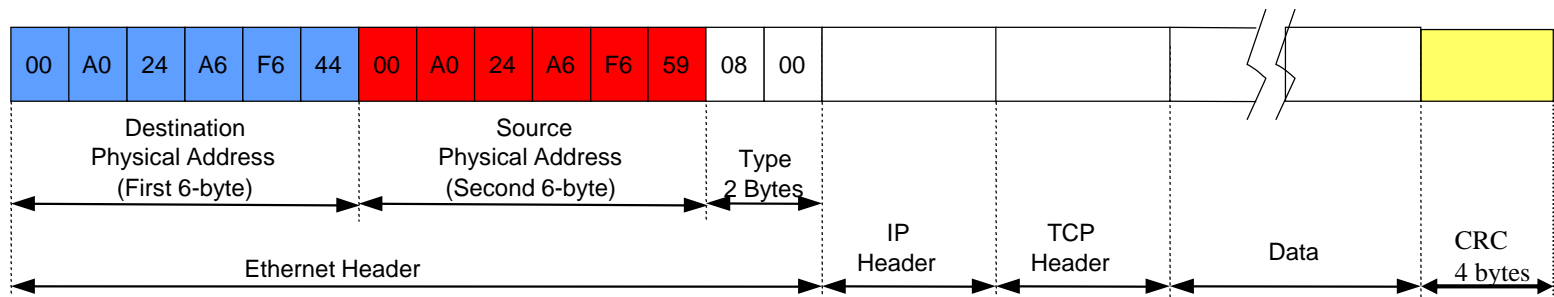 00 A0 24 A6 F6 44 00 A0 24 A6 F6 59 08 00
Destination
Physical Address
(First 6-byte)
Source
Physical Address
(Second 6-byte)
Type
2 Bytes
Ethernet Header
IP
Header
TCP
Header
Data
CRC
4 bytes